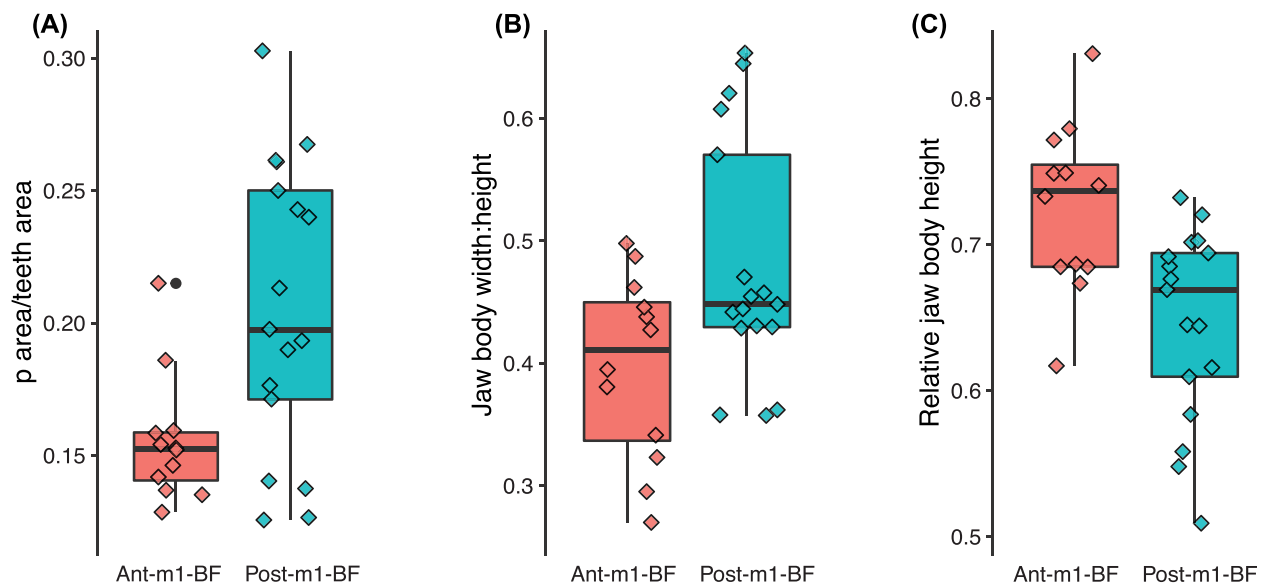 (A)
p area/teeth area
0.30
0.25
0.20
0.15
Ant-m1-BF Post-m1-BF
(B)
Jaw body width:height
0.6
0.5
0.4
0.3
Ant-m1-BF Post-m1-BF
(C)
Relative jaw body height
0.8
0.7
0.6
0.5
Ant-m1-BF Post-m1-BF